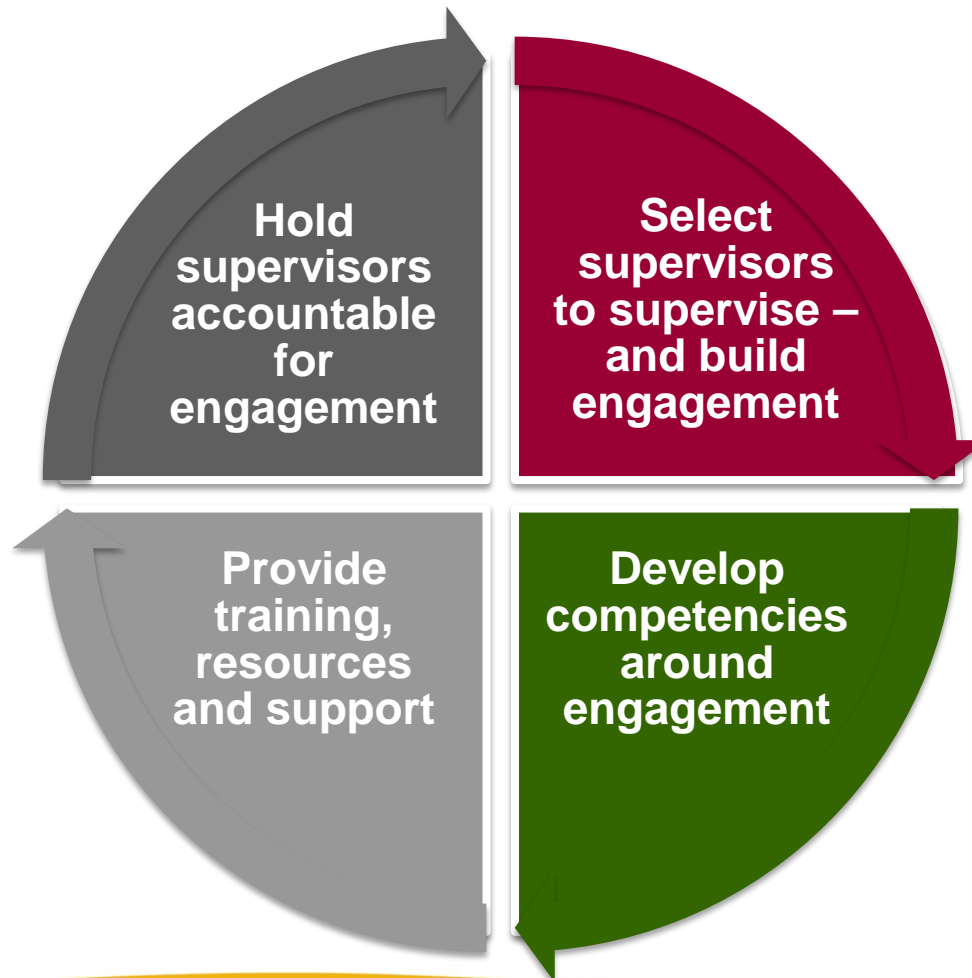 Hold
supervisors
accountable
for
engagement
Select
supervisors
to supervise –
and build
engagement
Provide
training,
resources
and support
Develop
competencies
around
engagement